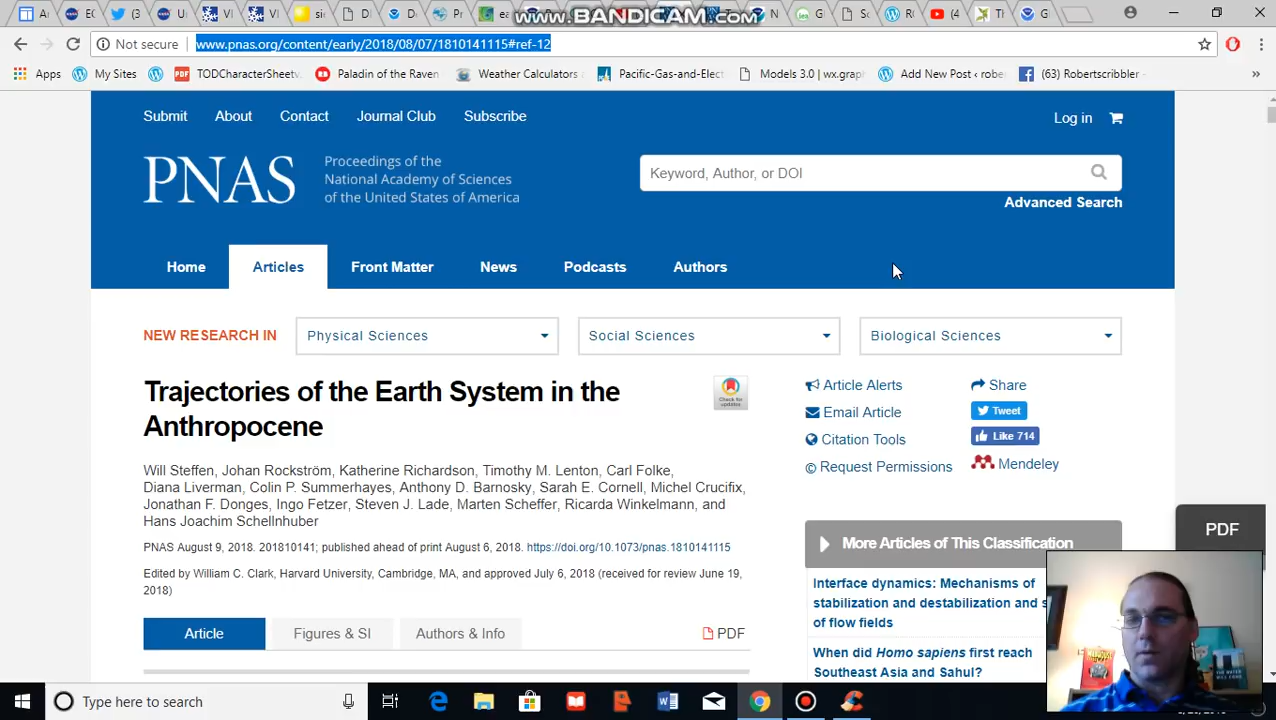 www.BANDICAM.com
Not secure
www.pnas.org/content/early/2018/08/07/1810141115#ref-12
Apps
My Sites
TODCharacterSheetv
Paladin of the Raven
Weather Calculators
Pacific-Gas-and-Elect
Models 3.0 | wx.grap
Add New Post ‹ robe
(63) Robertscribbler -
Submit
About
Contact
Journal Club
Subscribe
Log in
PNAS
Proceedings of the
National Academy of Sciences
of the United States of America
Keyword, Author, or DOI
Advanced Search
Home
Articles
Front Matter
News
Podcasts
Authors
NEW RESEARCH IN
Physical Sciences
Social Sciences
Biological Sciences
Trajectories of the Earth System in the
Anthropocene
Check for
updates
Will Steffen, Johan Rockström, Katherine Richardson, Timothy M. Lenton, Carl Folke,
Diana Liverman, Colin P. Summerhayes, Anthony D. Barnosky, Sarah E. Cornell, Michel Crucifix,
Jonathan F. Donges, Ingo Fetzer, Steven J. Lade, Marten Scheffer, Ricarda Winkelmann, and
Hans Joachim Schellnhuber
PNAS August 9, 2018. 201810141; published ahead of print August 6, 2018. https://doi.org/10.1073/pnas.1810141115
Edited by William C. Clark, Harvard University, Cambridge, MA, and approved July 6, 2018 (received for review June 19,
2018)
Article
Figures & SI
Authors & Info
PDF
Article Alerts
Share
Email Article
Tweet
Citation Tools
Like 714
© Request Permissions
Mendeley
More Articles of This Classification
Interface dynamics: Mechanisms of
stabilization and destabilization and s
of flow fields
When did Homo sapiens first reach
Southeast Asia and Sahul?
PDF
Type here to search